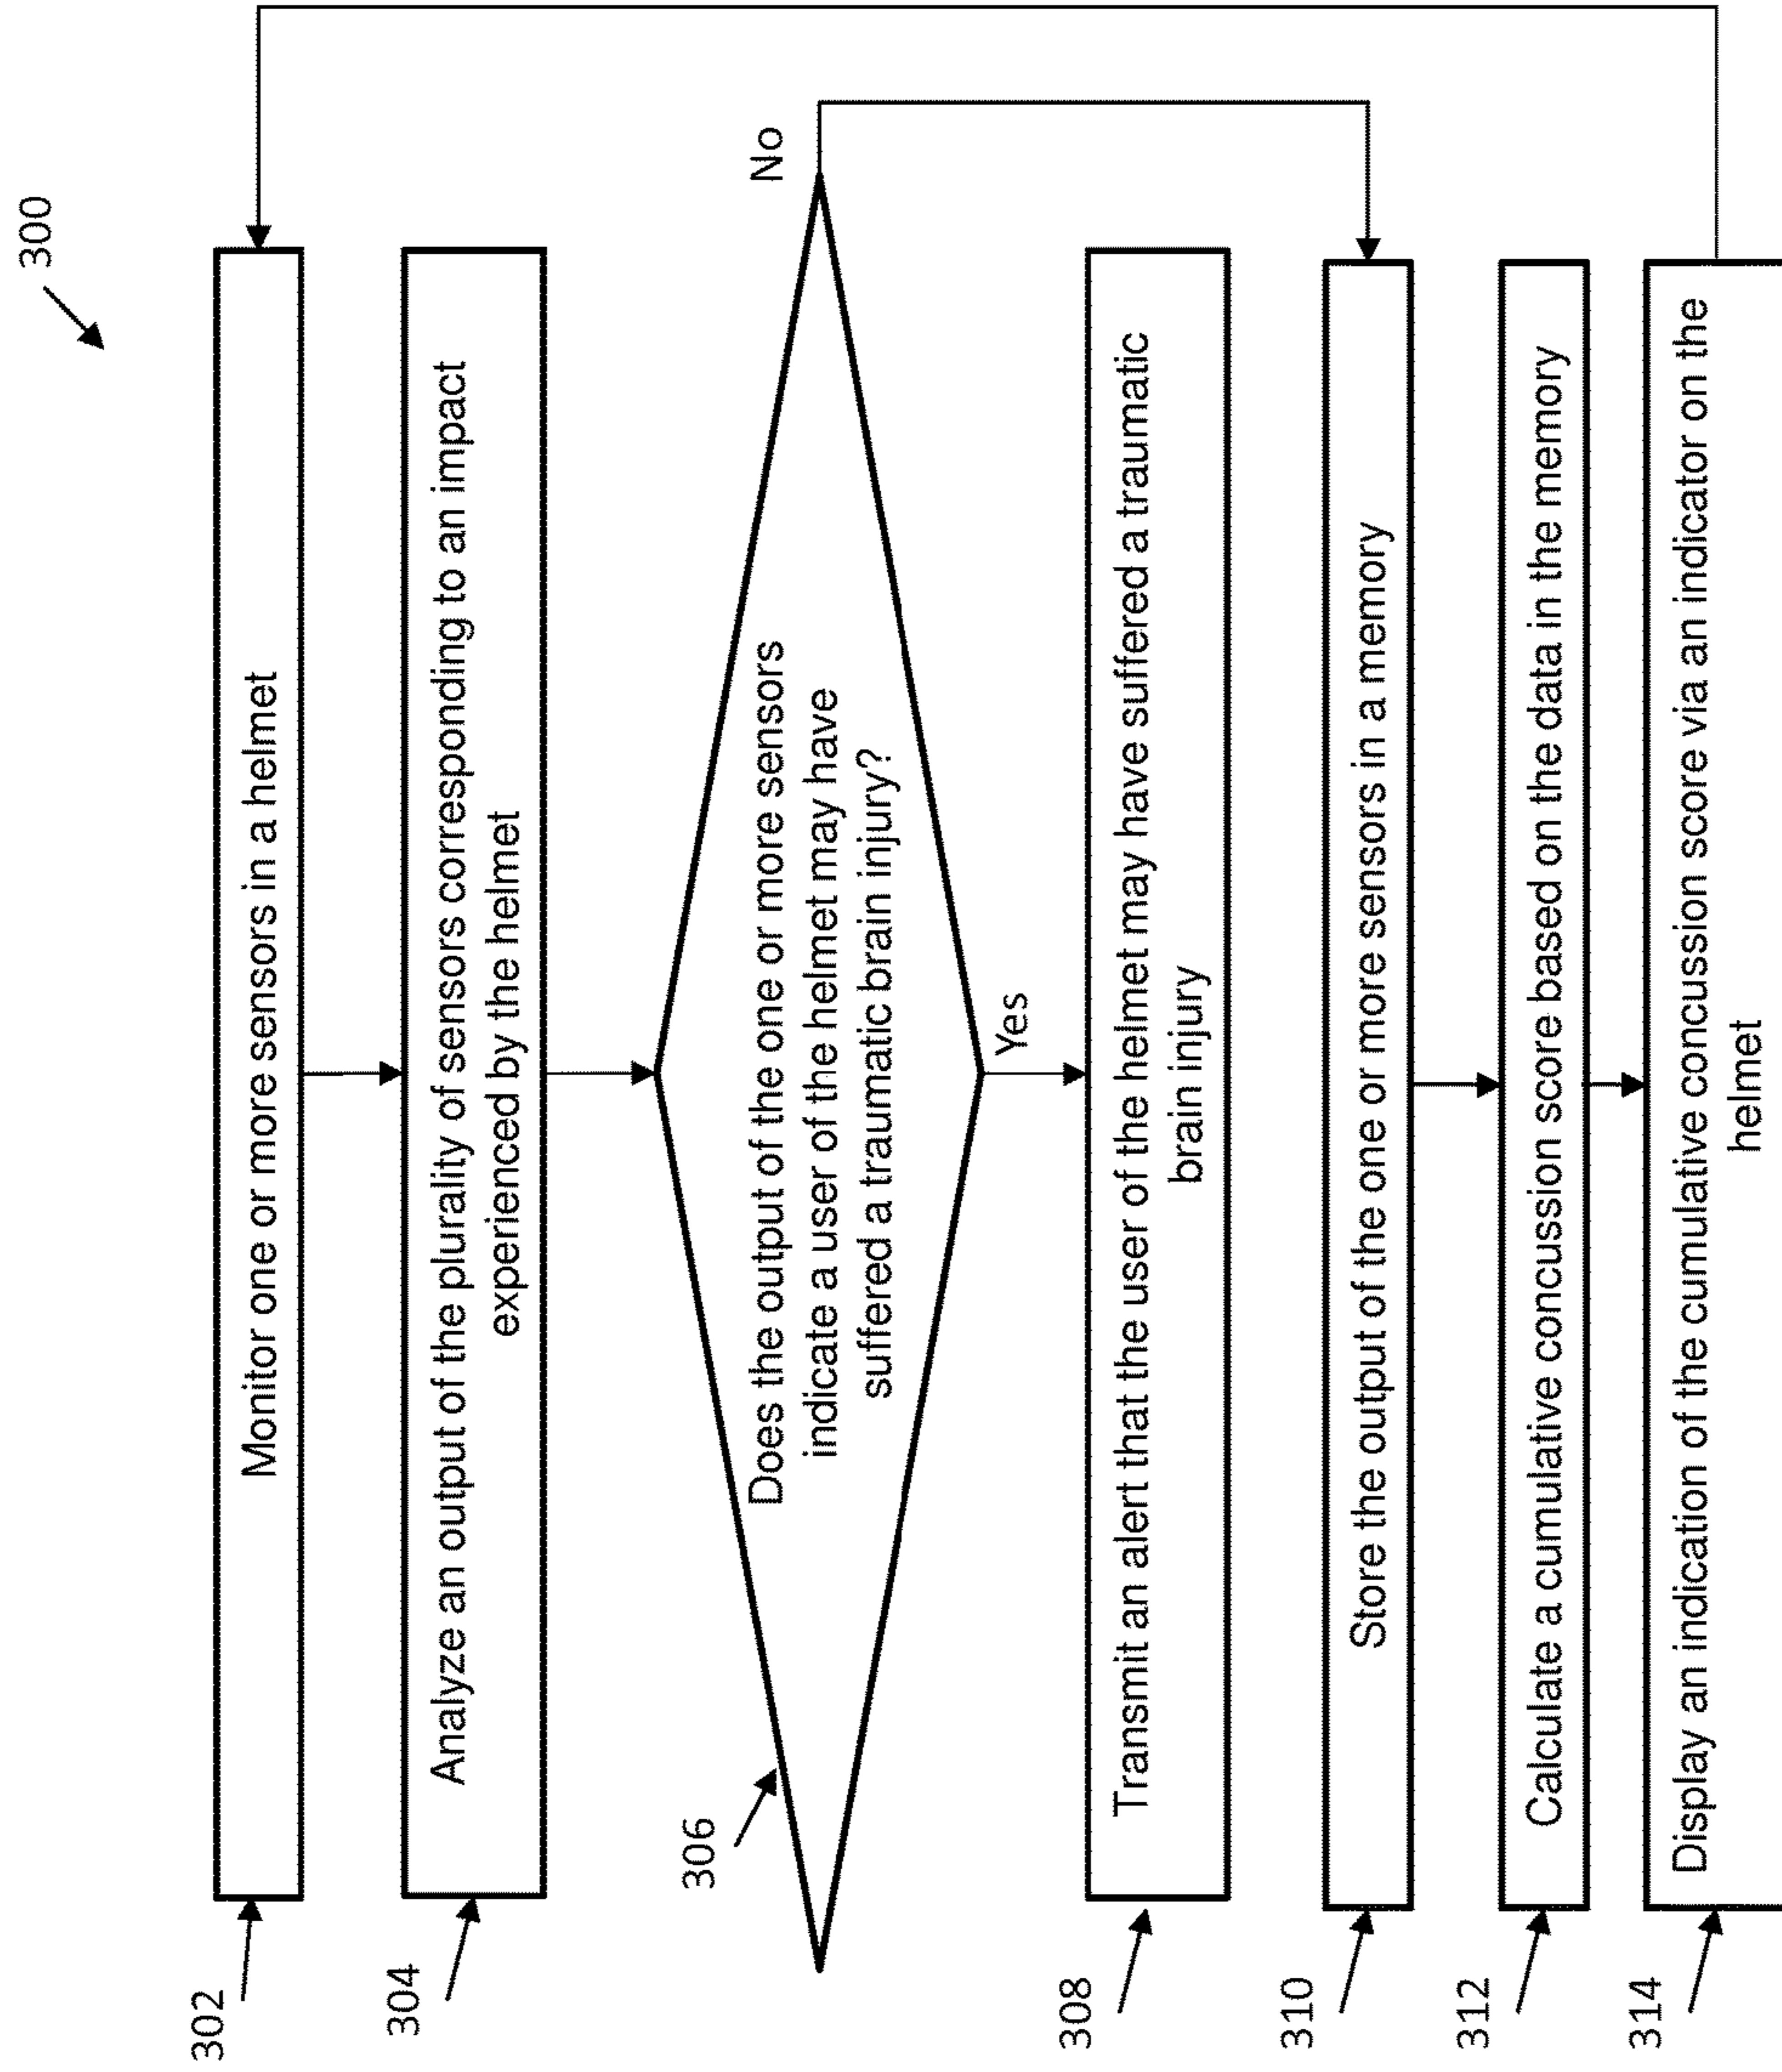 300
302
Monitor one or more sensors in a helmet
304
Analyze an output of the plurality of sensors corresponding to an impact
experienced by the helmet
306
Does the output of the one or more sensors
indicate a user of the helmet may have
suffered a traumatic brain injury?
No
Yes
308
Transmit an alert that the user of the helmet may have suffered a traumatic
brain injury
310
Store the output of the one or more sensors in a memory
312
Calculate a cumulative concussion score based on the data in the memory
314
Display an indication of the cumulative concussion score via an indicator on the
helmet